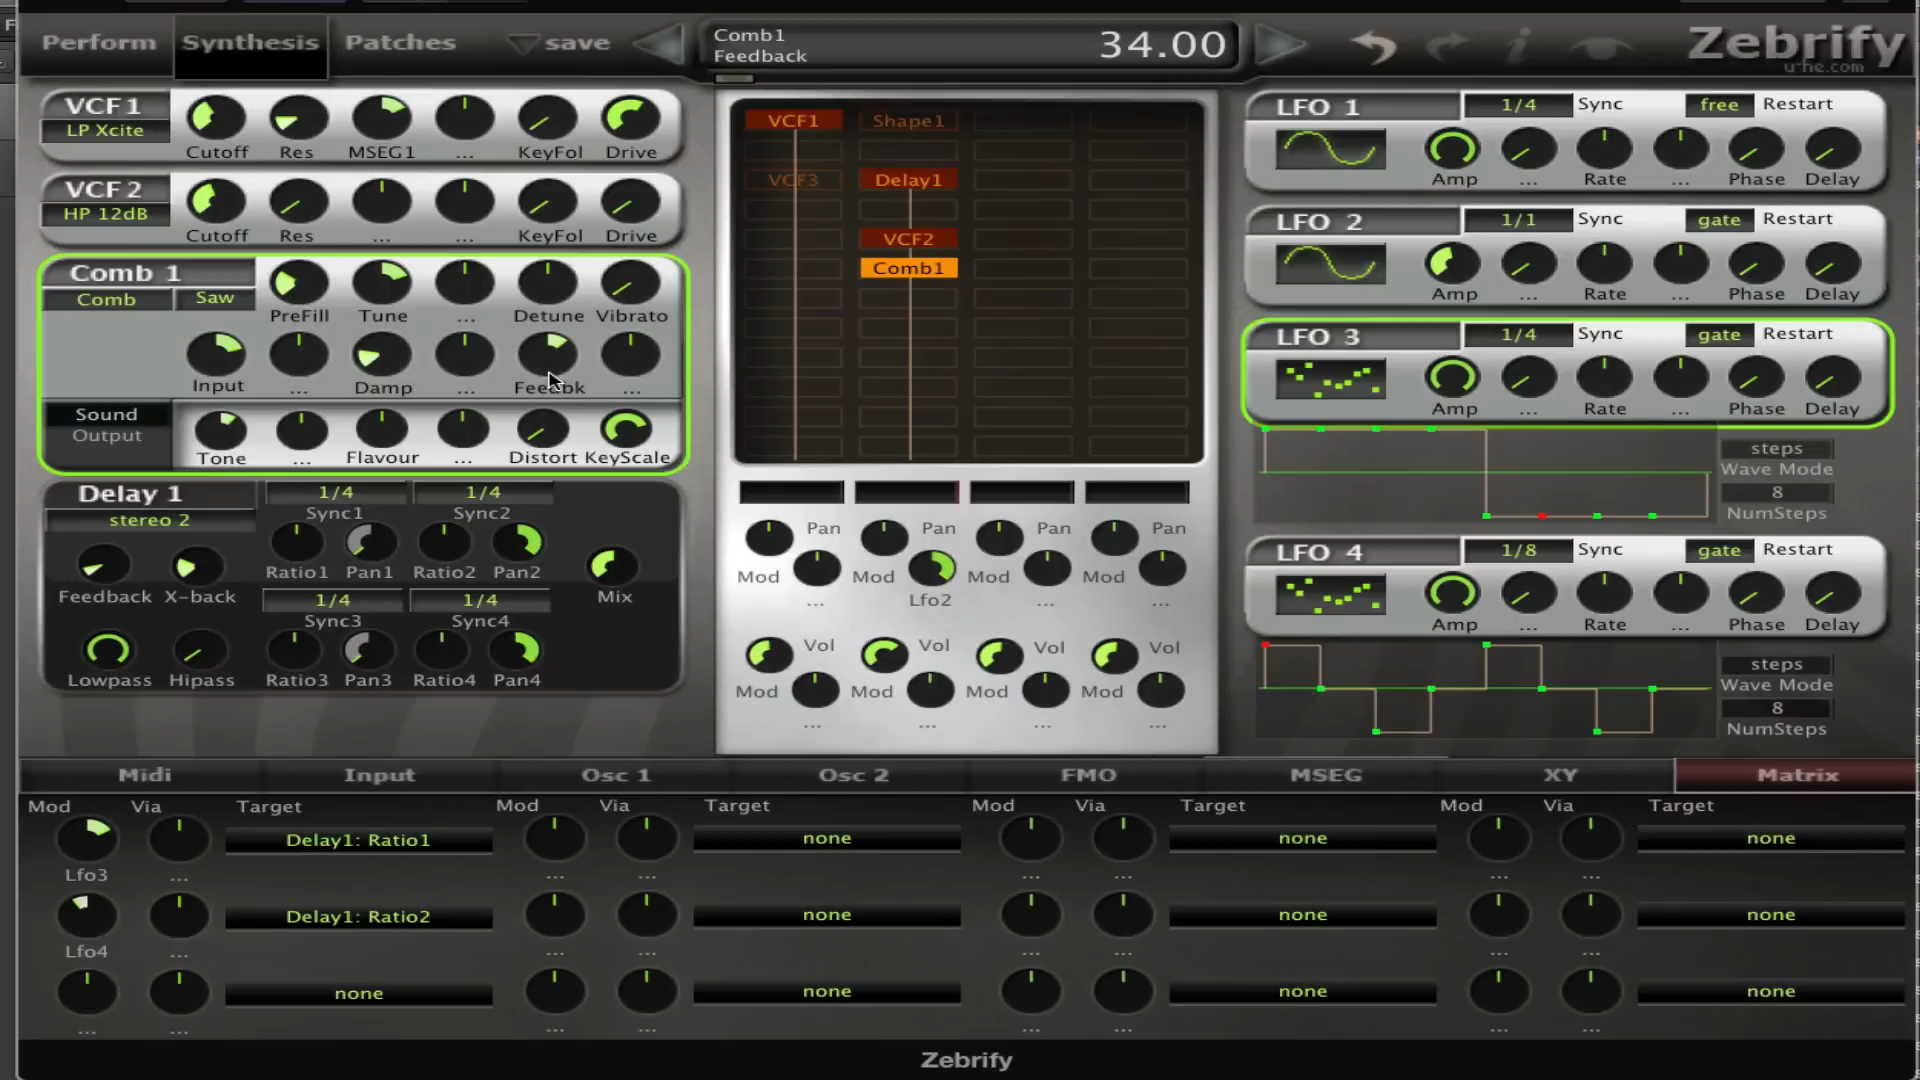 Perform Synthesis Patches save
Comb1
Feedback
34.00
Zebrify
u-he.com
VCF1
LP Xcite
Cutoff Res MSEG1 ... KeyFol Drive
VCF2
HP 12dB
Cutoff Res ... ... KeyFol Drive
Comb 1
Comb Saw
PreFill Tune ... Detune Vibrato
Input ... Damp ... Feedbk ...
Sound
Output
Tone ... Flavour ... Distort KeyScale
Delay 1
stereo 2
1/4 1/4
Sync1 Sync2
Ratio1 Pan1 Ratio2 Pan2
Feedback X-back Mix
1/4 1/4
Sync3 Sync4
Lowpass Hipass Ratio3 Pan3 Ratio4 Pan4
VCF1 Shape1
VCF3 Delay1
VCF2
Comb1
Pan Pan Pan Pan
Mod Mod Mod Mod
... Lfo2 ... ...
Vol Vol Vol Vol
Mod Mod Mod Mod
... ... ... ...
LFO 1 1/4 Sync free Restart
Amp ... Rate ... Phase Delay
LFO 2 1/1 Sync gate Restart
Amp ... Rate ... Phase Delay
LFO 3 1/4 Sync gate Restart
Amp ... Rate ... Phase Delay
steps
Wave Mode
8
NumSteps
LFO 4 1/8 Sync gate Restart
Amp ... Rate ... Phase Delay
steps
Wave Mode
8
NumSteps
Midi Input Osc 1 Osc 2 FMO MSEG XY Matrix
Mod Via Target Mod Via Target Mod Via Target Mod Via Target
Delay1: Ratio1 none none none
Lfo3 ... ... ... ... ... ... ...
Delay1: Ratio2 none none none
Lfo4 ... ... ... ... ... ... ...
none none none none
... ... ... ... ... ... ... ...
Zebrify